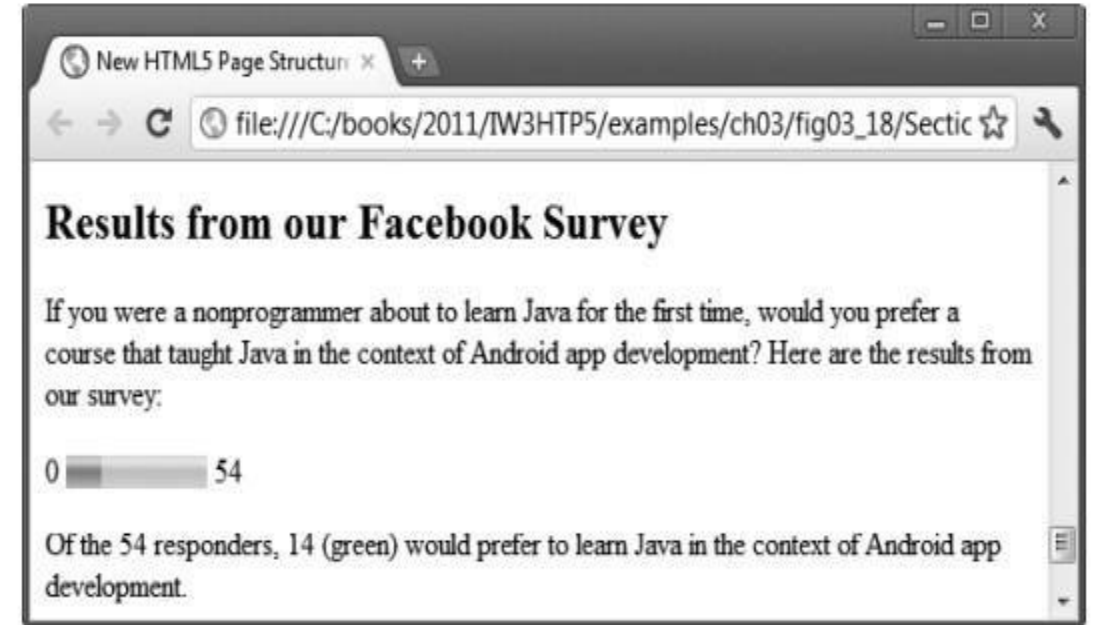 New HTML5 Page Structur
file:///C:/books/2011/IW3HTP5/examples/ch03/fig03_18/Sectic
Results from our Facebook Survey
If you were a nonprogrammer about to learn Java for the first time, would you prefer a
course that taught Java in the context of Android app development? Here are the results from
our survey:
0 54
Of the 54 responders, 14 (green) would prefer to learn Java in the context of Android app
development.